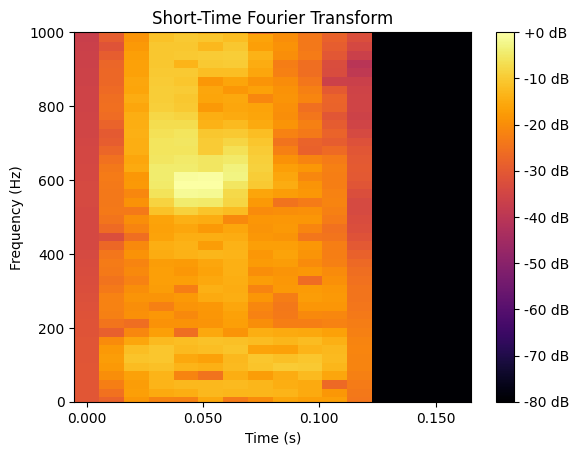 Short-Time Fourier Transform
1000
800
600
400
200
0
Frequency (Hz)
0.000
0.050
0.100
0.150
Time (s)
+0 dB
-10 dB
-20 dB
-30 dB
-40 dB
-50 dB
-60 dB
-70 dB
-80 dB